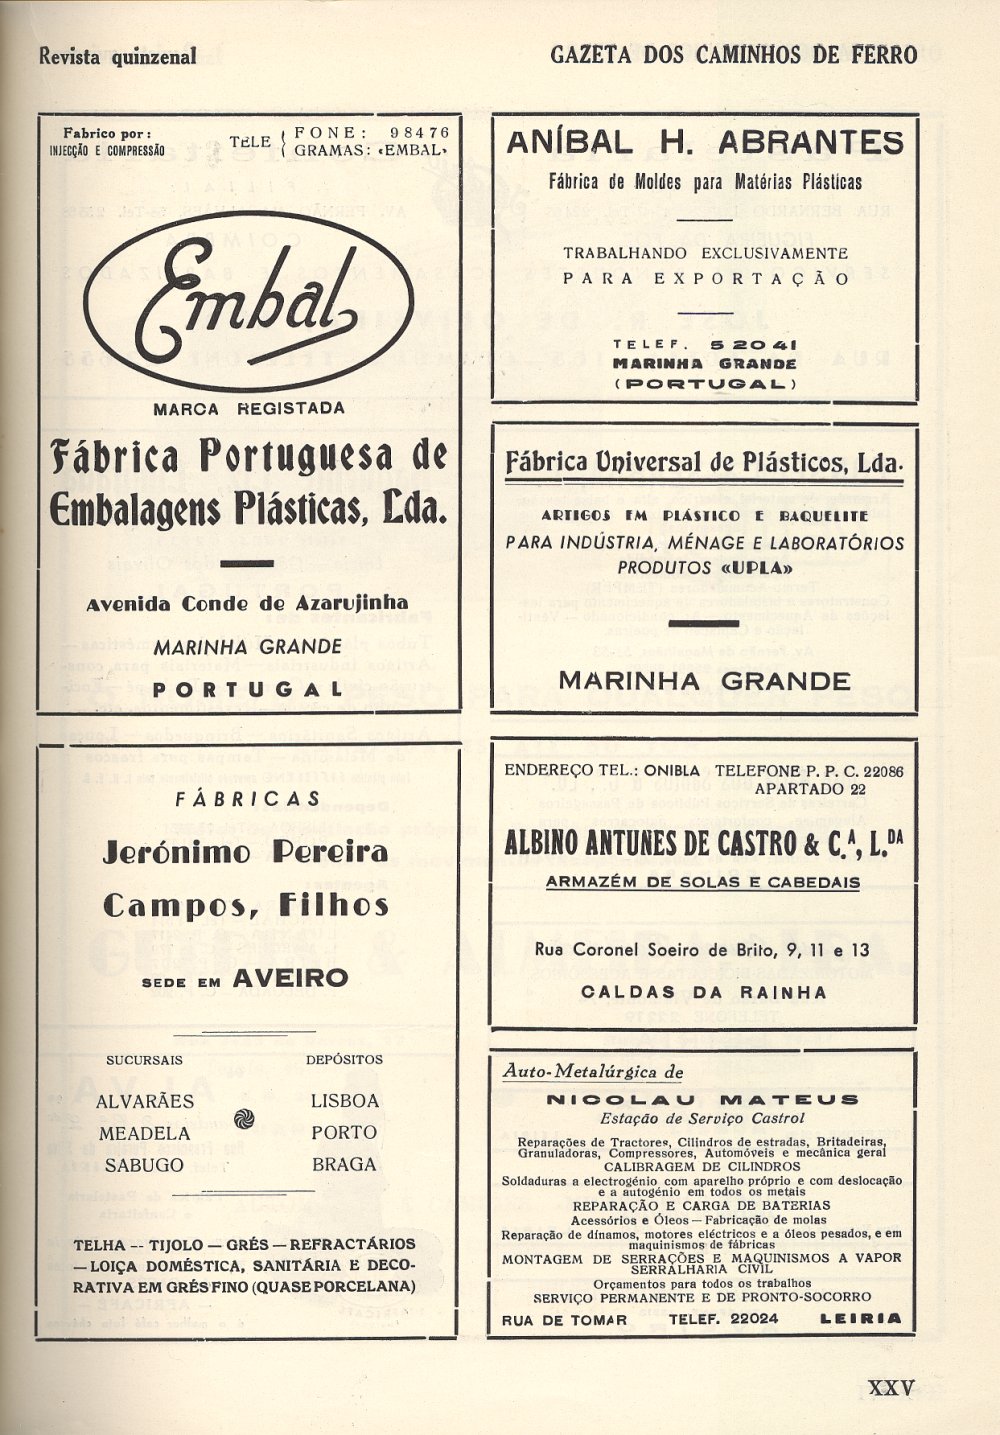 Revista quinzenal
GAZETA DOS CAMINHOS DE FERRO
Fabrico por:
INJECÇÃO E COMPRESSÃO
TELE { FONE: 98476
GRAMAS: «EMBAL»
Embal
MARCA REGISTADA
Fábrica Portuguesa de
Embalagens Plásticas, Lda.
Avenida Conde de Azarujinha
MARINHA GRANDE
PORTUGAL
FÁBRICAS
Jerónimo Pereira
Campos, Filhos
SEDE EM AVEIRO
SUCURSAIS DEPÓSITOS
ALVARÃES LISBOA
MEADELA PORTO
SABUGO BRAGA
TELHA -- TIJOLO — GRÉS — REFRACTÁRIOS
— LOIÇA DOMÉSTICA, SANITÁRIA E DECO-
RATIVA EM GRÉS FINO (QUASE PORCELANA)
ANÍBAL H. ABRANTES
Fábrica de Moldes para Matérias Plásticas
TRABALHANDO EXCLUSIVAMENTE
PARA EXPORTAÇÃO
TELEF. 52041
MARINHA GRANDE
(PORTUGAL)
Fábrica Universal de Plásticos, Lda.
ARTIGOS EM PLÁSTICO E BAQUELITE
PARA INDÚSTRIA, MÉNAGE E LABORATÓRIOS
PRODUTOS «UPLA»
MARINHA GRANDE
ENDEREÇO TEL.: ONIBLA TELEFONE P. P. C. 22086
APARTADO 22
ALBINO ANTUNES DE CASTRO & C.ᴬ, L.ᴰᴬ
ARMAZÉM DE SOLAS E CABEDAIS
Rua Coronel Soeiro de Brito, 9, 11 e 13
CALDAS DA RAINHA
Auto-Metalúrgica de
NICOLAU MATEUS
Estação de Serviço Castrol
Reparações de Tractores, Cilindros de estradas, Britadeiras,
Granuladoras, Compressores, Automóveis e mecânica geral
CALIBRAGEM DE CILINDROS
Soldaduras a electrogénio com aparelho próprio e com deslocação
e a autogénio em todos os metais
REPARAÇÃO E CARGA DE BATERIAS
Acessórios e Óleos — Fabricação de molas
Reparação de dínamos, motores eléctricos e a óleos pesados, e em
maquinismos de fábricas
MONTAGEM DE SERRAÇÕES E MAQUINISMOS A VAPOR
SERRALHARIA CIVIL
Orçamentos para todos os trabalhos
SERVIÇO PERMANENTE E DE PRONTO-SOCORRO
RUA DE TOMAR TELEF. 22024 LEIRIA
XXV